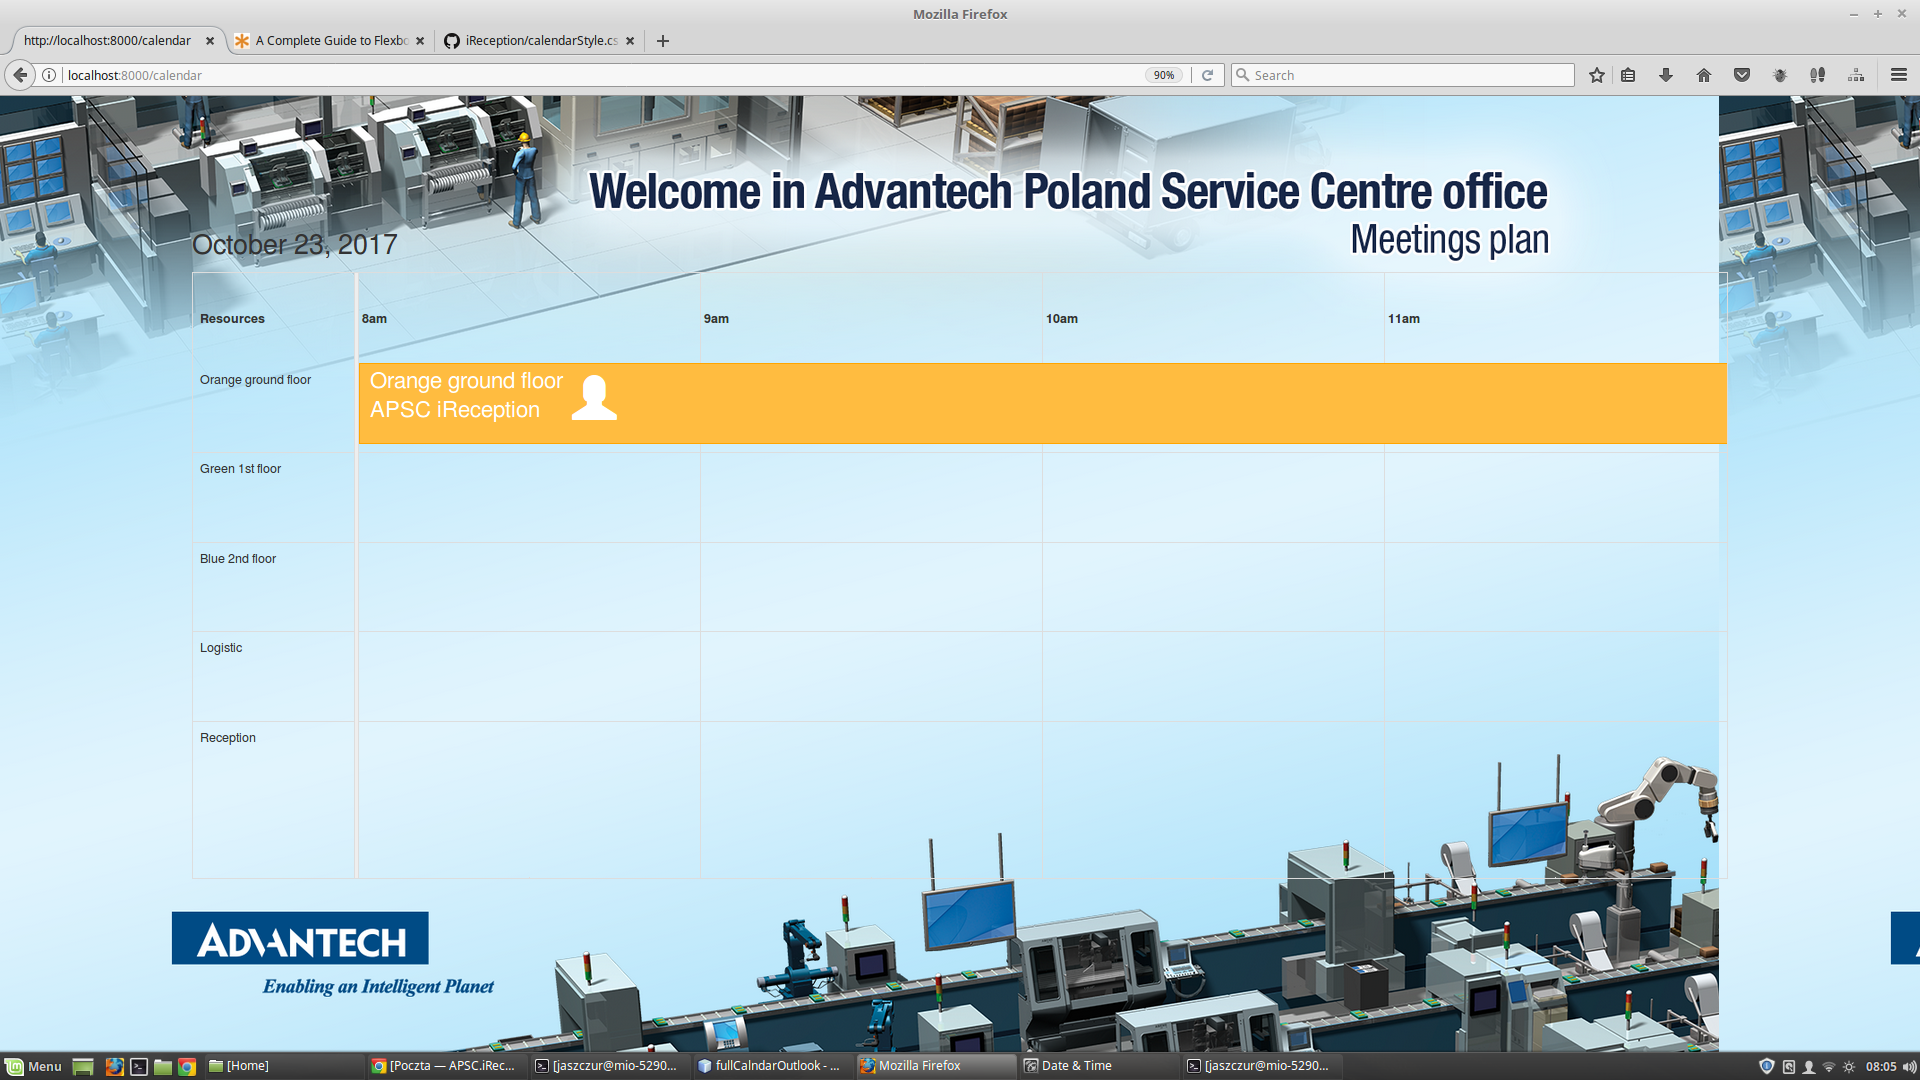 Mozilla Firefox
http://localhost:8000/calendar
A Complete Guide to Flexbo
iReception/calendarStyle.cs
localhost:8000/calendar
90%
Search
Welcome in Advantech Poland Service Centre office
Meetings plan
October 23, 2017
Resources
8am
9am
10am
11am
Orange ground floor
Orange ground floor
APSC iReception
Green 1st floor
Blue 2nd floor
Logistic
Reception
ADVANTECH
Enabling an Intelligent Planet
Menu
[Home]
[Poczta — APSC.iRec...
[jaszczur@mio-5290...
fullCalndarOutlook - ...
Mozilla Firefox
Date & Time
[jaszczur@mio-5290...
08:05